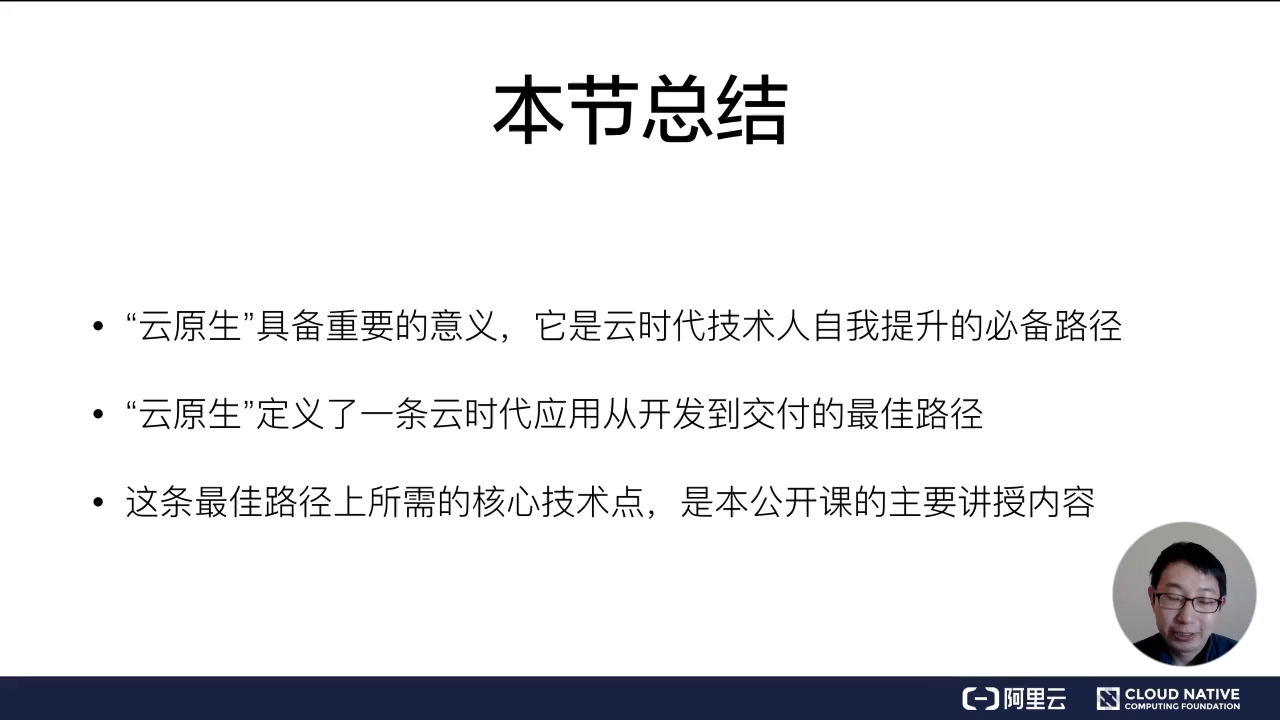 本节总结
• “云原生”具备重要的意义，它是云时代技术人自我提升的必备路径
• “云原生”定义了一条云时代应用从开发到交付的最佳路径
• 这条最佳路径上所需的核心技术点，是本公开课的主要讲授内容
阿里云
CLOUD NATIVE
COMPUTING FOUNDATION